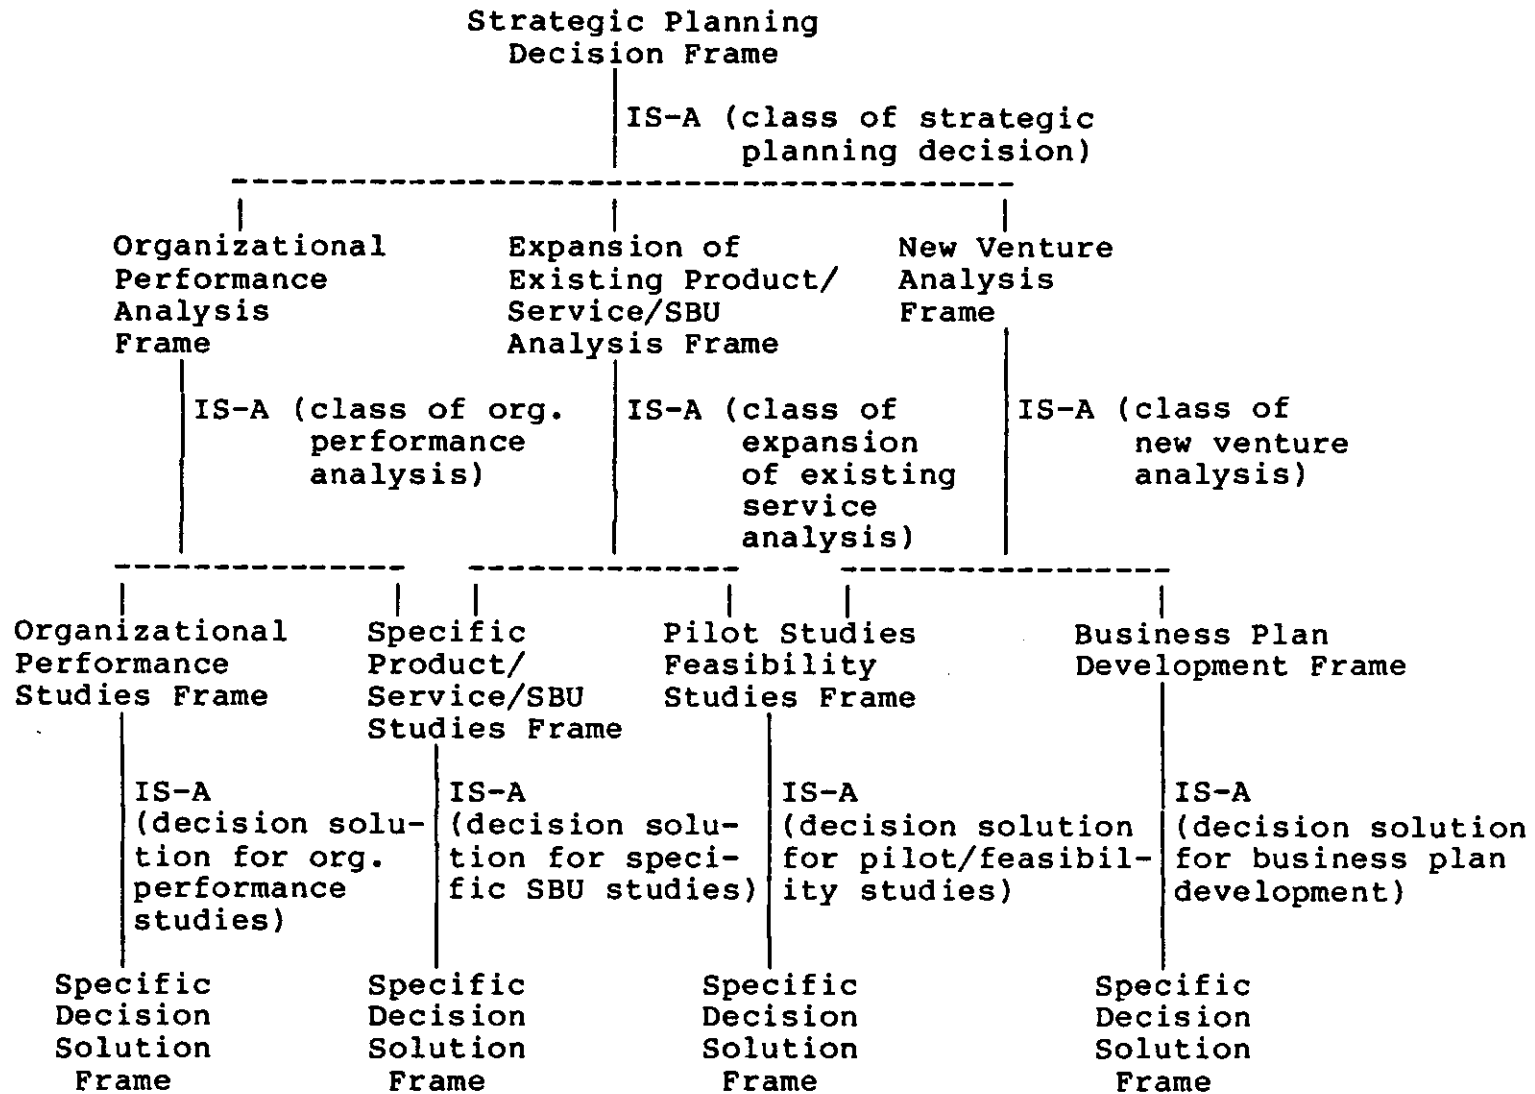 Strategic Planning
Decision Frame
IS-A (class of strategic
planning decision)
Organizational
Performance
Analysis
Frame
Expansion of
Existing Product/
Service/SBU
Analysis Frame
New Venture
Analysis
Frame
IS-A (class of org.
performance
analysis)
IS-A (class of
expansion
of existing
service
analysis)
IS-A (class of
new venture
analysis)
Organizational
Performance
Studies Frame
Specific
Product/
Service/SBU
Studies Frame
Pilot Studies
Feasibility
Studies Frame
Business Plan
Development Frame
IS-A
(decision solu-
tion for org.
performance
studies)
IS-A
(decision solu-
tion for speci-
fic SBU studies)
IS-A
(decision solution
for pilot/feasibil-
ity studies)
IS-A
(decision solution
for business plan
development)
Specific
Decision
Solution
Frame
Specific
Decision
Solution
Frame
Specific
Decision
Solution
Frame
Specific
Decision
Solution
Frame